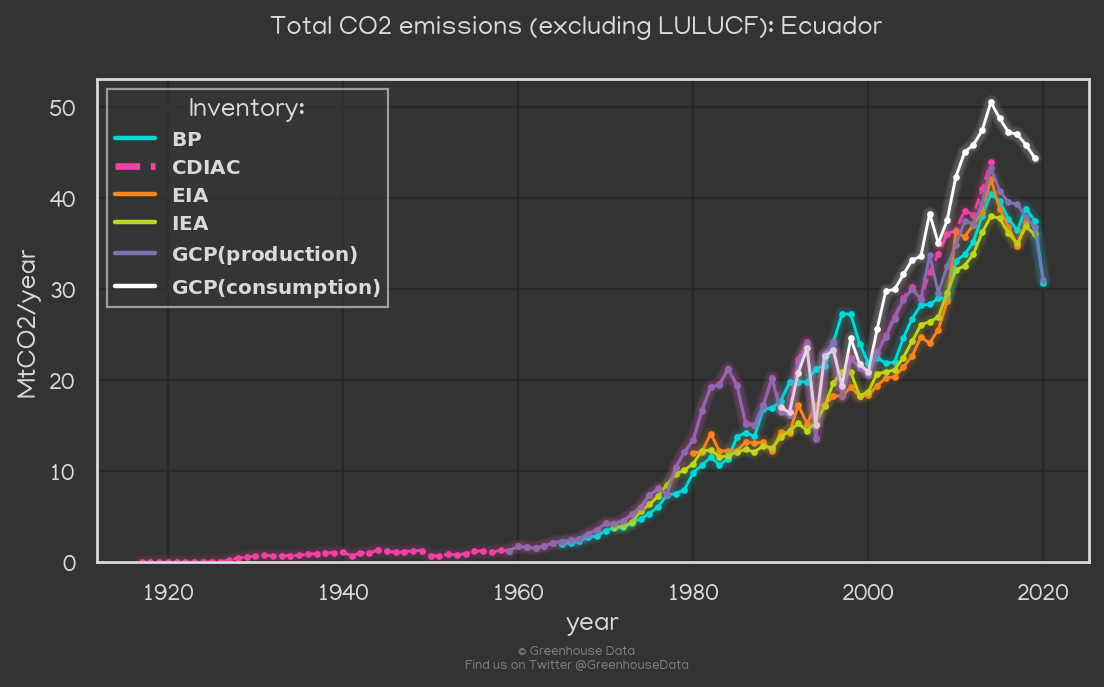 Total CO2 emissions (excluding LULUCF): Ecuador
Inventory:
BP
CDIAC
EIA
IEA
GCP(production)
GCP(consumption)
MtCO2/year
50
40
30
20
10
0
1920 1940 1960 1980 2000 2020
year
© Greenhouse Data
Find us on Twitter @GreenhouseData